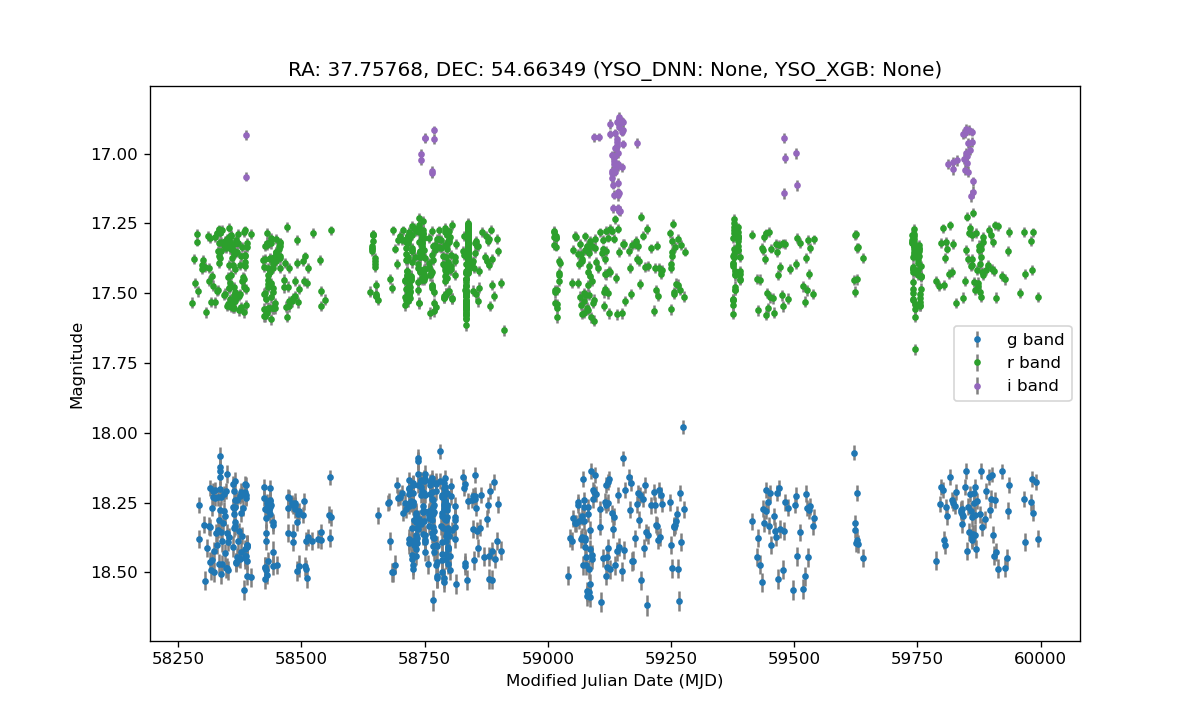 RA: 37.75768, DEC: 54.66349 (YSO_DNN: None, YSO_XGB: None)
17.00
17.25
17.50
17.75
18.00
18.25
18.50
Magnitude
g band
r band
i band
58250 58500 58750 59000 59250 59500 59750 60000
Modified Julian Date (MJD)